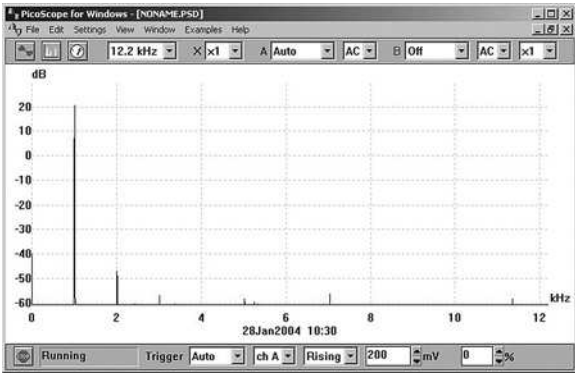 PicoScope for Windows - [NONAME.PSD]
File Edit Settings View Window Examples Help
12.2 kHz X x1 A Auto AC B Off AC x1
dB
20
10
0
-10
-20
-30
-40
-50
-60
kHz
0 2 4 6 8 10 12
28Jan2004 10:30
Running Trigger Auto ch A Rising 200 mV 0 %